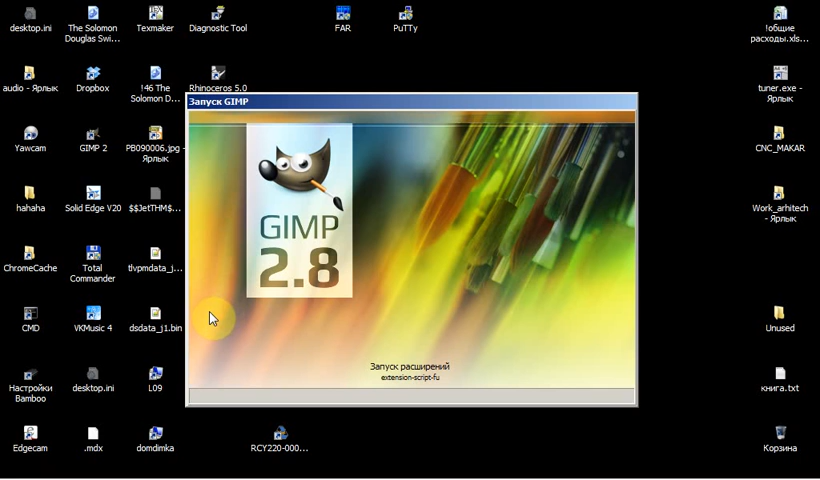 desktop.ini
The Solomon
Douglas Swi...
Texmaker
Diagnostic Tool
FAR
PuTTy
!общие
расходы.xls...
audio - Ярлык
Dropbox
!46 The
Solomon D...
Rhinoceros 5.0
tuner.exe -
Ярлык
Запуск GIMP
Yawcam
GIMP 2
PB090006.jpg -
Ярлык
CNC_MAKAR
hahaha
Solid Edge V20
$$JetTHM$...
Work_arhitech
- Ярлык
GIMP
2.8
ChromeCache
Total
Commander
tlvpmdata_j...
CMD
VKMusic 4
dsdata_j1.bin
Unused
Запуск расширений
extension-script-fu
Настройки
Bamboo
desktop.ini
L09
книга.txt
Edgecam
.mdx
domdimka
RCY220-000...
Корзина